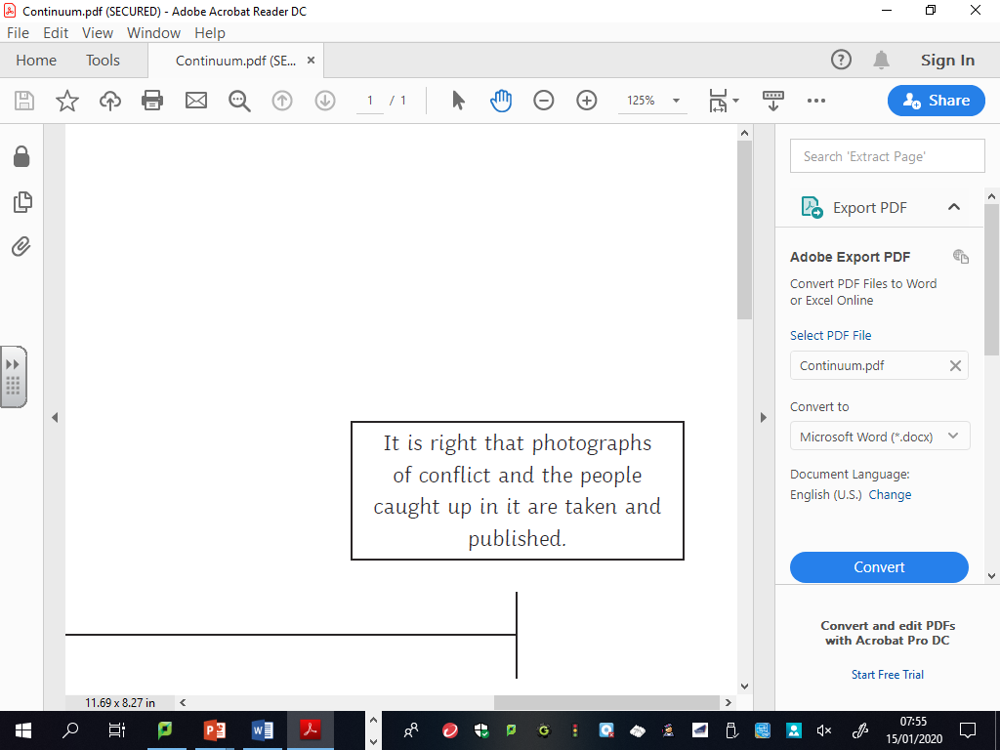 Continuum.pdf (SECURED) - Adobe Acrobat Reader DC
File Edit View Window Help
Home Tools Continuum.pdf (SE... × Sign In
1 / 1 125% Share
Search 'Extract Page'
Export PDF
Adobe Export PDF
Convert PDF Files to Word
or Excel Online
Select PDF File
Continuum.pdf
Convert to
Microsoft Word (*.docx)
Document Language:
English (U.S.) Change
Convert
Convert and edit PDFs
with Acrobat Pro DC
Start Free Trial
It is right that photographs
of conflict and the people
caught up in it are taken and
published.
11.69 x 8.27 in
07:55
15/01/2020